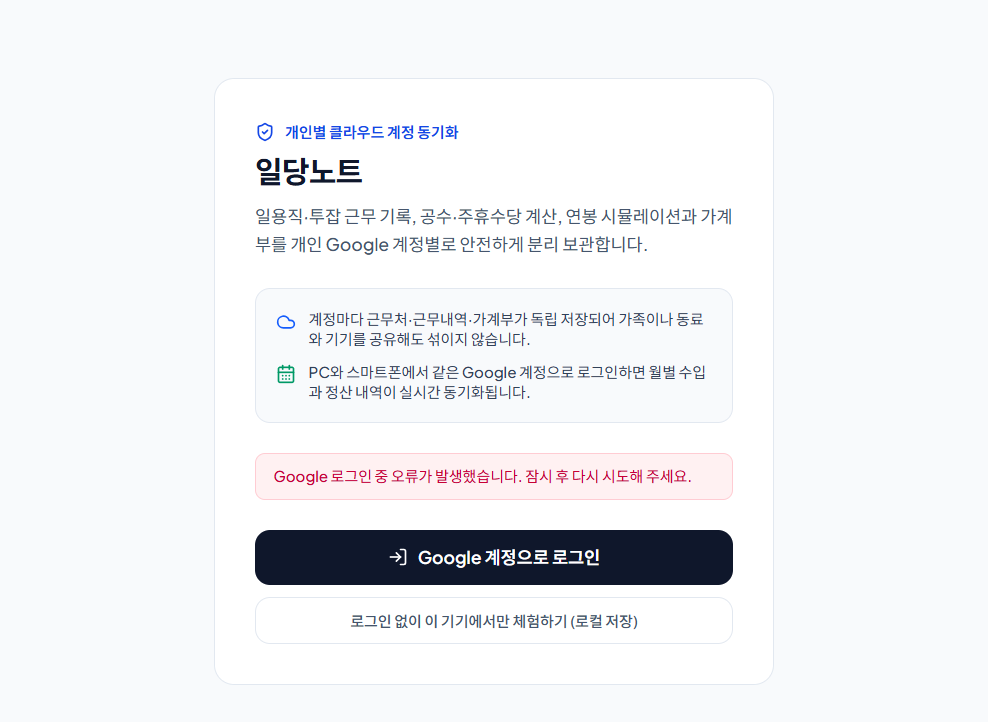 개인별 클라우드 계정 동기화
일당노트
일용직·투잡 근무 기록, 공수·주휴수당 계산, 연봉 시뮬레이션과 가계
부를 개인 Google 계정별로 안전하게 분리 보관합니다.
계정마다 근무처·근무내역·가계부가 독립 저장되어 가족이나 동료
와 기기를 공유해도 섞이지 않습니다.
PC와 스마트폰에서 같은 Google 계정으로 로그인하면 월별 수입
과 정산 내역이 실시간 동기화됩니다.
Google 로그인 중 오류가 발생했습니다. 잠시 후 다시 시도해 주세요.
Google 계정으로 로그인
로그인 없이 이 기기에서만 체험하기 (로컬 저장)